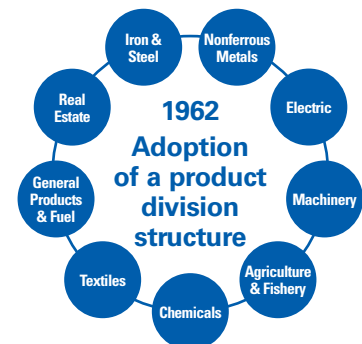 Iron &
Steel
Nonferrous
Metals
Electric
Machinery
Agriculture
& Fishery
Chemicals
Textiles
General
Products
& Fuel
Real
Estate
1962
Adoption
of a product
division
structure